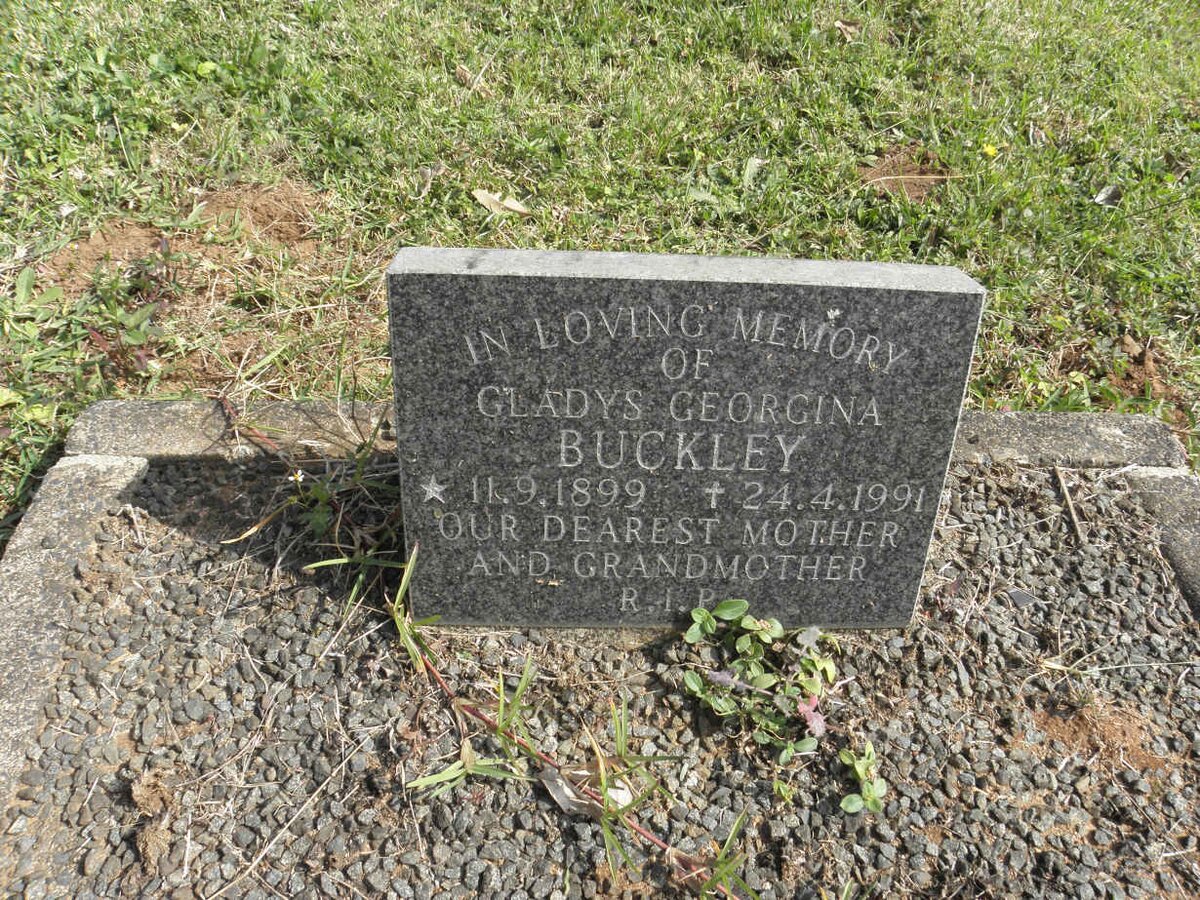 IN LOVING MEMORY
OF
GLADYS GEORGINA
BUCKLEY
★ 11.9.1899 ✝ 24.4.1991
OUR DEAREST MOTHER
AND GRANDMOTHER
R.I.P.